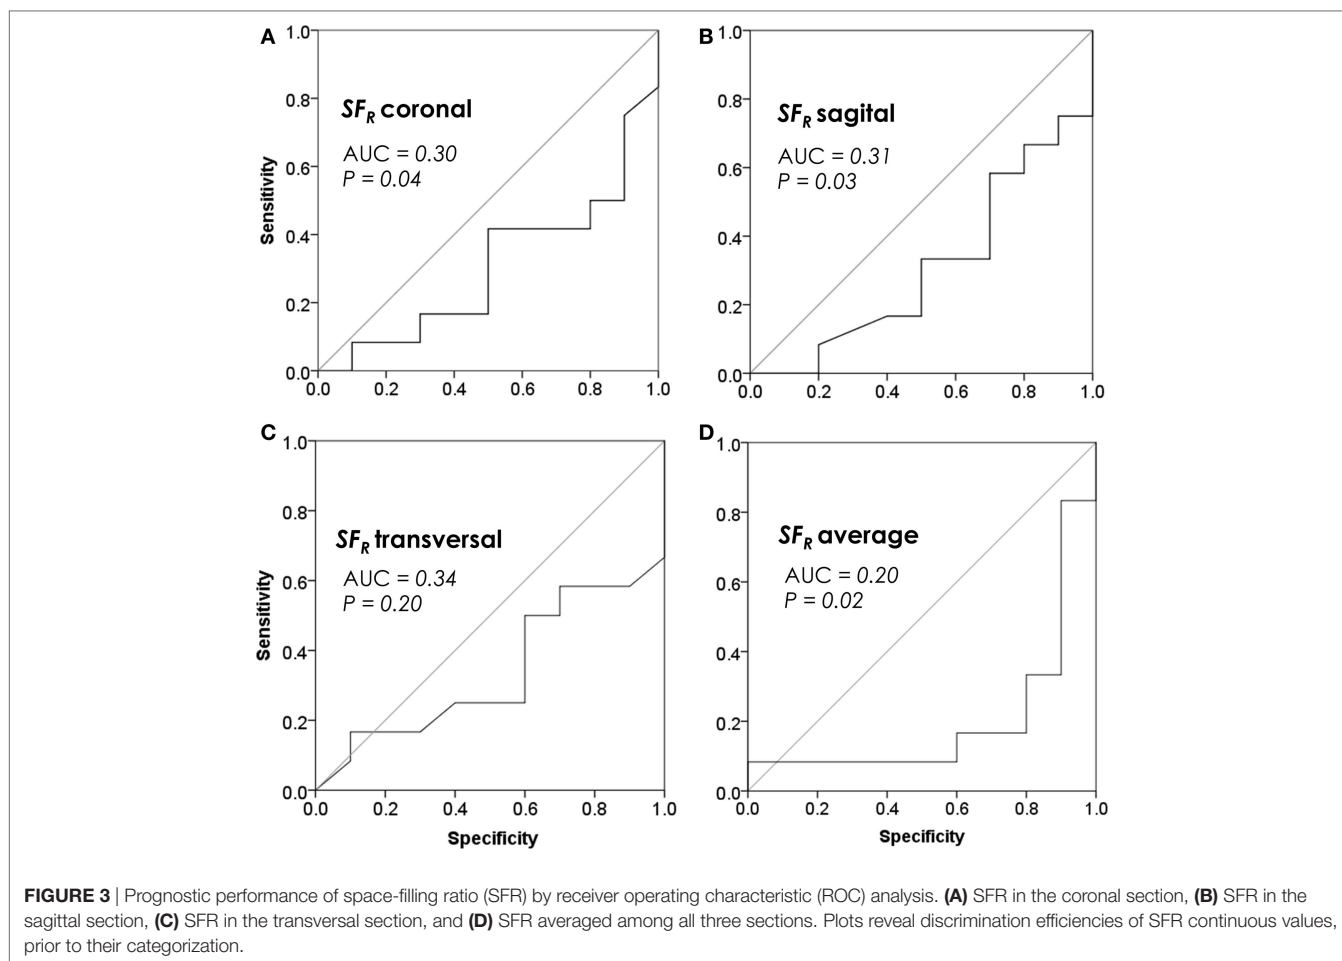 A
1.0
0.8
0.6
0.4
0.2
0.0
Sensitivity
SFR coronal
AUC = 0.30
P = 0.04
0.0 0.2 0.4 0.6 0.8 1.0
B
1.0
0.8
0.6
0.4
0.2
0.0
SFR sagital
AUC = 0.31
P = 0.03
0.0 0.2 0.4 0.6 0.8 1.0
C
1.0
0.8
0.6
0.4
0.2
0.0
Sensitivity
SFR transversal
AUC = 0.34
P = 0.20
0.0 0.2 0.4 0.6 0.8 1.0
Specificity
D
1.0
0.8
0.6
0.4
0.2
0.0
SFR average
AUC = 0.20
P = 0.02
0.0 0.2 0.4 0.6 0.8 1.0
Specificity
FIGURE 3 | Prognostic performance of space-filling ratio (SFR) by receiver operating characteristic (ROC) analysis. (A) SFR in the coronal section, (B) SFR in the
sagittal section, (C) SFR in the transversal section, and (D) SFR averaged among all three sections. Plots reveal discrimination efficiencies of SFR continuous values,
prior to their categorization.